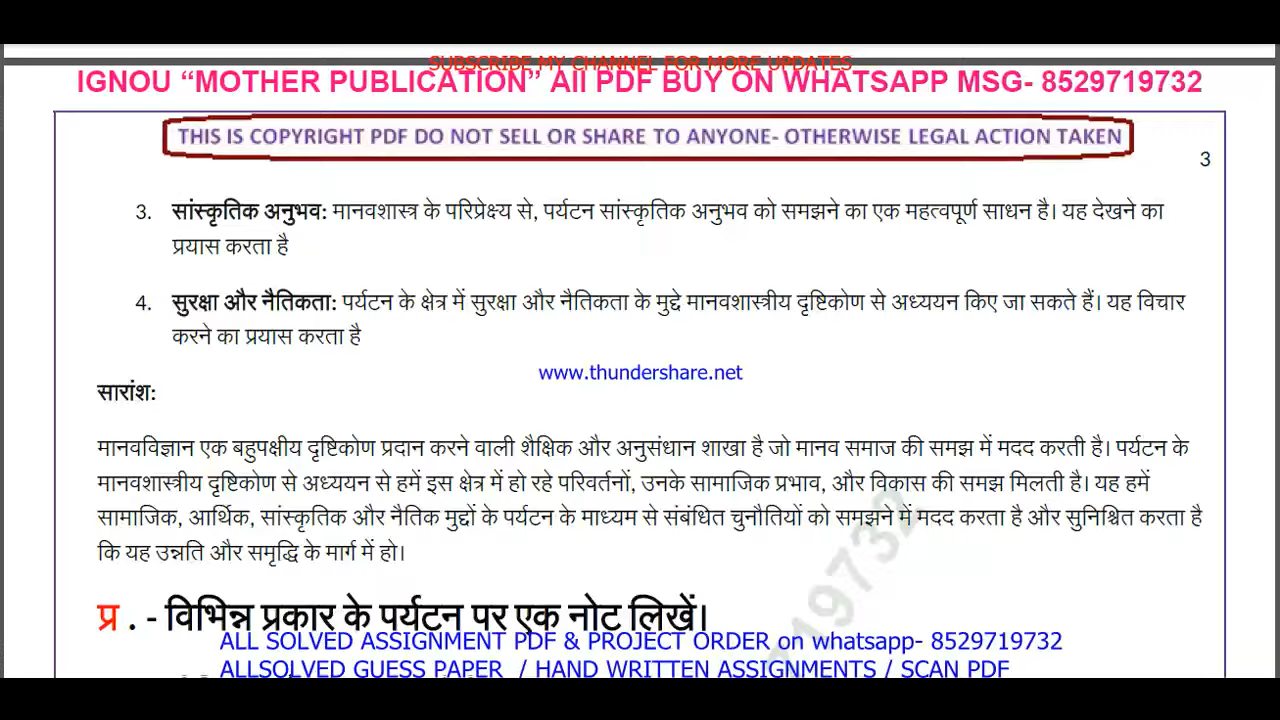 SUBSCRIBE MY CHANNEL FOR MORE UPDATES
IGNOU “MOTHER PUBLICATION” All PDF BUY ON WHATSAPP MSG- 8529719732
THIS IS COPYRIGHT PDF DO NOT SELL OR SHARE TO ANYONE- OTHERWISE LEGAL ACTION TAKEN
3
3. सांस्कृतिक अनुभव: मानवशास्त्र के परिप्रेक्ष्य से, पर्यटन सांस्कृतिक अनुभव को समझने का एक महत्वपूर्ण साधन है। यह देखने का
प्रयास करता है
4. सुरक्षा और नैतिकता: पर्यटन के क्षेत्र में सुरक्षा और नैतिकता के मुद्दे मानवशास्त्रीय दृष्टिकोण से अध्ययन किए जा सकते हैं। यह विचार
करने का प्रयास करता है
www.thundershare.net
सारांश:
मानवविज्ञान एक बहुपक्षीय दृष्टिकोण प्रदान करने वाली शैक्षिक और अनुसंधान शाखा है जो मानव समाज की समझ में मदद करती है। पर्यटन के
मानवशास्त्रीय दृष्टिकोण से अध्ययन से हमें इस क्षेत्र में हो रहे परिवर्तनों, उनके सामाजिक प्रभाव, और विकास की समझ मिलती है। यह हमें
सामाजिक, आर्थिक, सांस्कृतिक और नैतिक मुद्दों के पर्यटन के माध्यम से संबंधित चुनौतियों को समझने में मदद करता है और सुनिश्चित करता है
कि यह उन्नति और समृद्धि के मार्ग में हो।
प्र . - विभिन्न प्रकार के पर्यटन पर एक नोट लिखें।
ALL SOLVED ASSIGNMENT PDF & PROJECT ORDER on whatsapp- 8529719732
ALLSOLVED GUESS PAPER / HAND WRITTEN ASSIGNMENTS / SCAN PDF